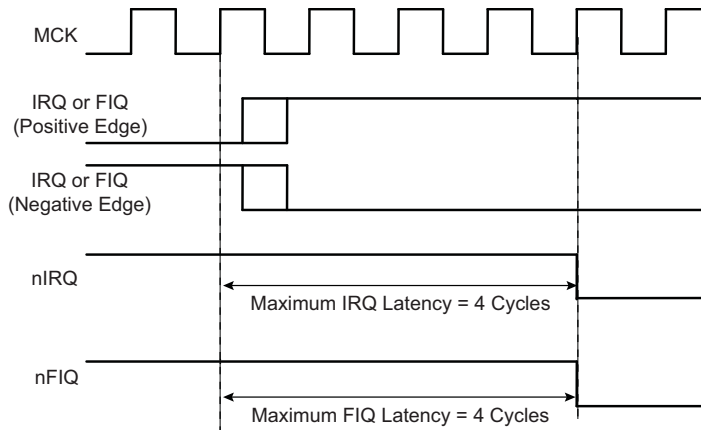 MCK
IRQ or FIQ
(Positive Edge)
IRQ or FIQ
(Negative Edge)
nIRQ
Maximum IRQ Latency = 4 Cycles
nFIQ
Maximum FIQ Latency = 4 Cycles